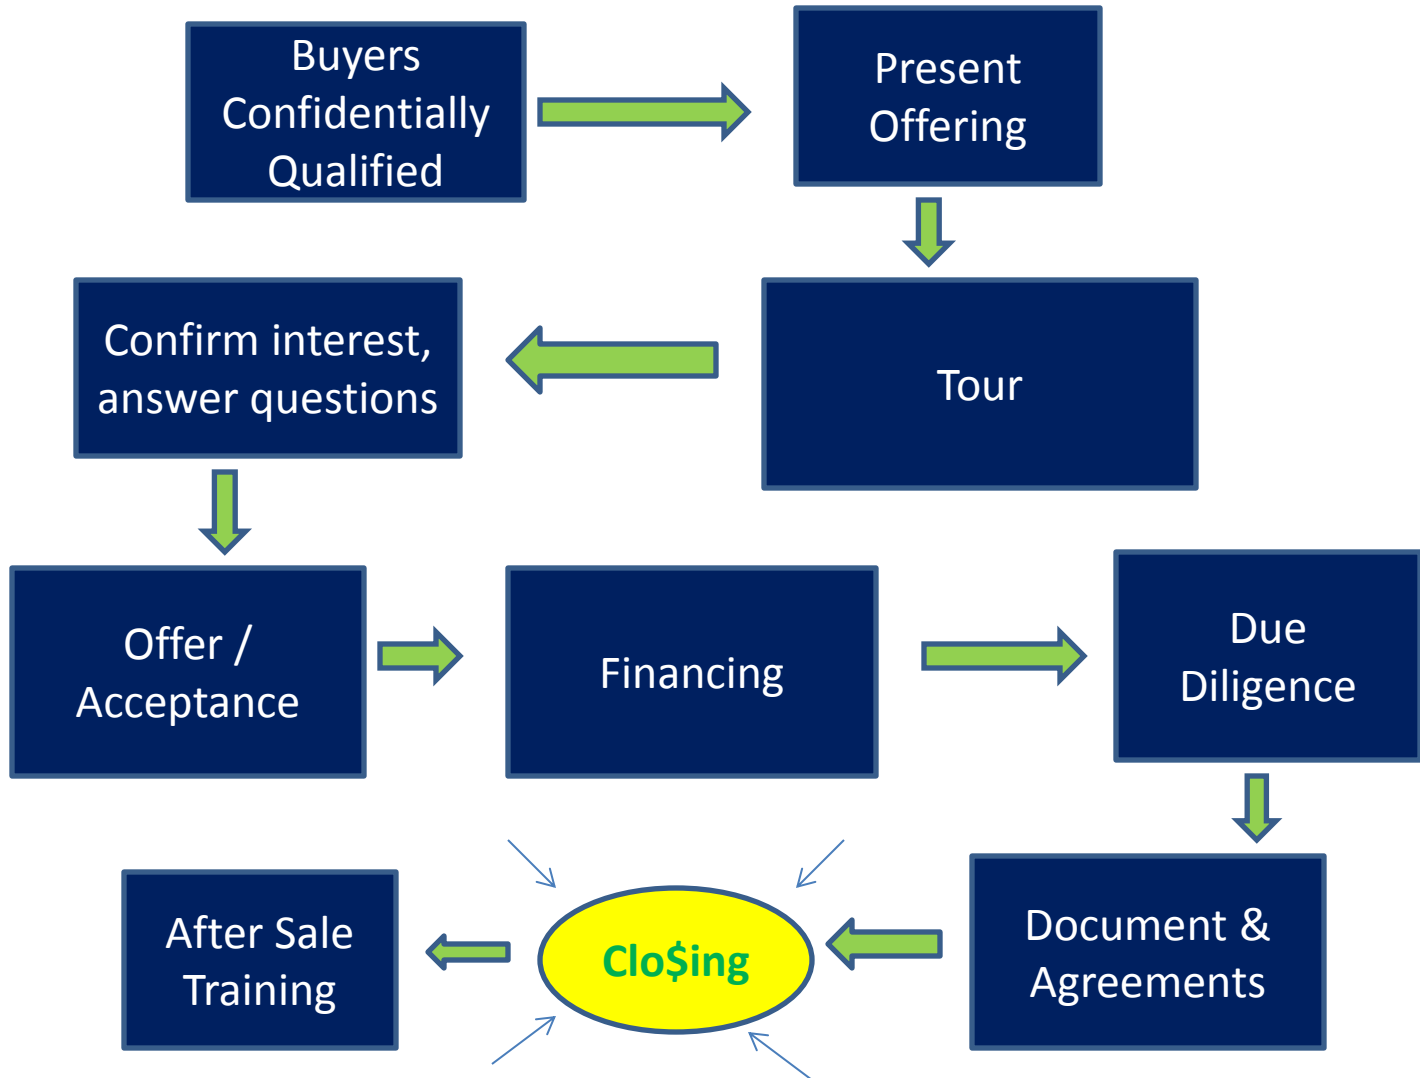 Buyers
Confidentially
Qualified
Present
Offering
Tour
Confirm interest,
answer questions
Offer /
Acceptance
Financing
Due
Diligence
Document &
Agreements
Clo$ing
After Sale
Training